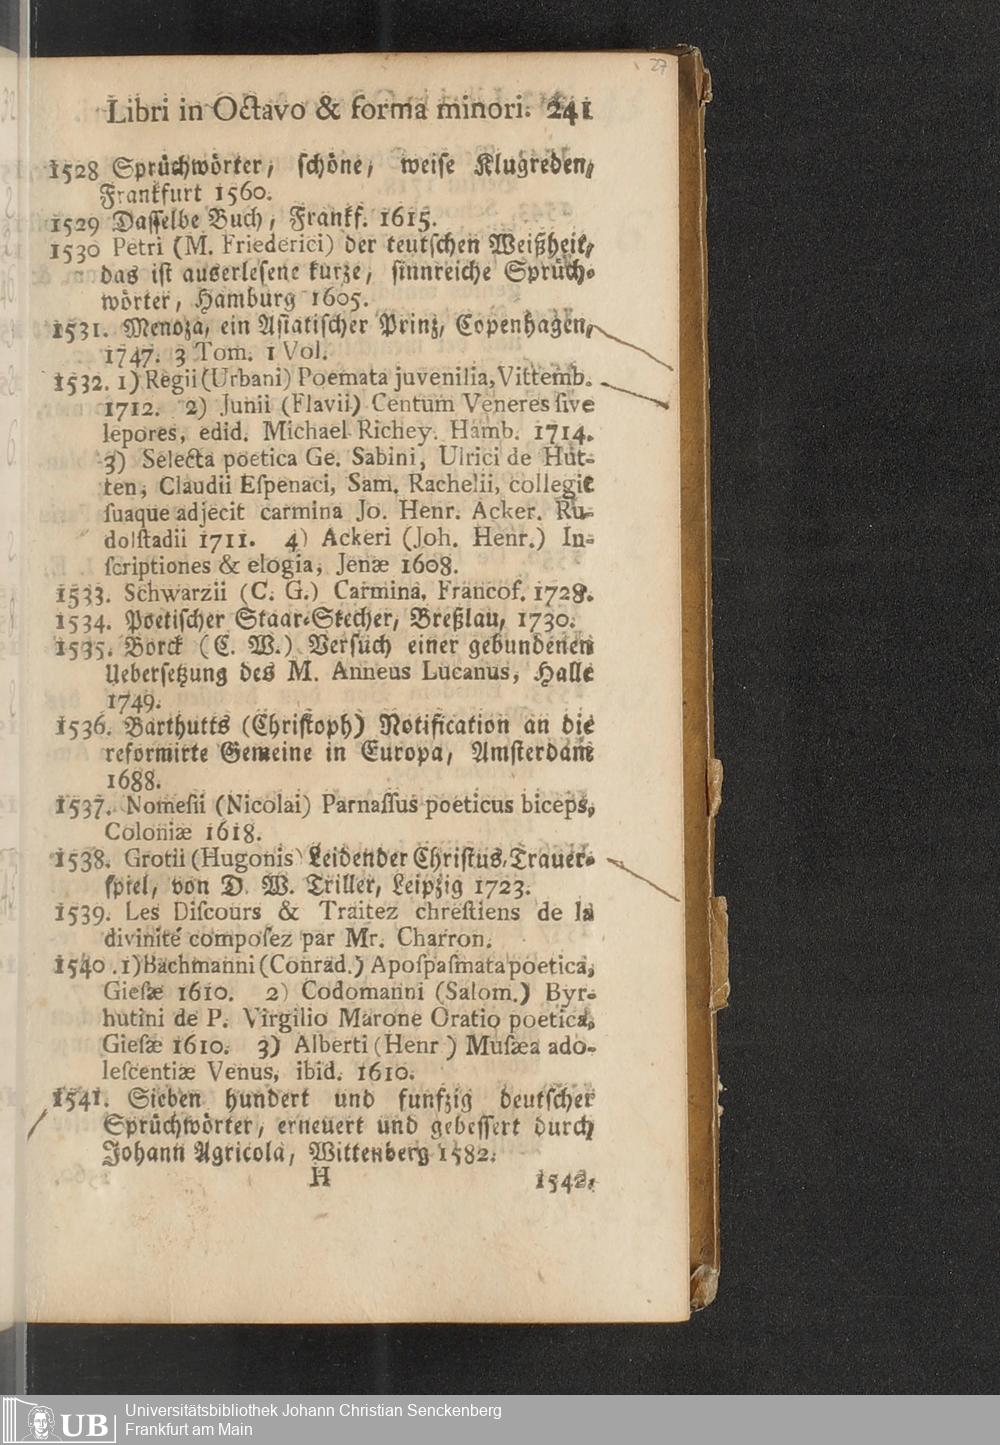 27
Libri in Octavo & forma minori. 241
1528 Sprüchwörter, schöne, weise Klugreden,
Frankfurt 1560.
1529 Dasselbe Buch, Frankf. 1615.
1530 Petri (M. Friederici) der teutschen Weißheit,
das ist auserlesene kurze, sinnreiche Sprüch-
wörter, Hamburg 1605.
1531. Menoza, ein Asiatischer Prinz, Copenhagen,
1747. 3 Tom. 1 Vol.
1532. 1) Regii (Urbani) Poemata juvenilia, Vittemb.
1712. 2) Junii (Flavii) Centum Veneres sive
lepores, edid. Michael Richey. Hamb. 1714.
3) Selecta poetica Ge. Sabini, Ulrici de Hut-
ten, Claudii Espenaci, Sam. Rachelii, collegit
suaque adjecit carmina Jo. Henr. Acker. Ru-
dolstadii 1711. 4) Ackeri (Joh. Henr.) In-
scriptiones & elogia, Jenæ 1608.
1533. Schwarzii (C. G.) Carmina, Francof. 1728.
1534. Poetischer Staar-Stecher, Breßlau, 1730.
1535. Borck (C. W.) Versuch einer gebundenen
Uebersetzung des M. Anneus Lucanus, Halle
1749.
1536. Barthutts (Christoph) Notification an die
reformirte Gemeine in Europa, Amsterdam
1688.
1537. Nomesii (Nicolai) Parnassus poeticus biceps,
Coloniæ 1618.
1538. Grotii (Hugonis) Leidender Christus, Trauer-
spiel, von D. W. Triller, Leipzig 1723.
1539. Les Discours & Traitez chrestiens de la
divinité composez par Mr. Charron.
1540. 1) Bachmanni (Conrad.) Apospasmata poetica,
Giesæ 1610. 2) Codomanni (Salom.) Byr-
hutini de P. Virgilio Marone Oratio poetica,
Giesæ 1610. 3) Alberti (Henr) Musæa ado-
lescentiæ Venus, ibid. 1610.
1541. Sieben hundert und funfzig deutscher
Sprüchwörter, erneuert und gebessert durch
Johann Agricola, Wittenberg 1582.
H 1542.
UB Universitätsbibliothek Johann Christian Senckenberg
Frankfurt am Main